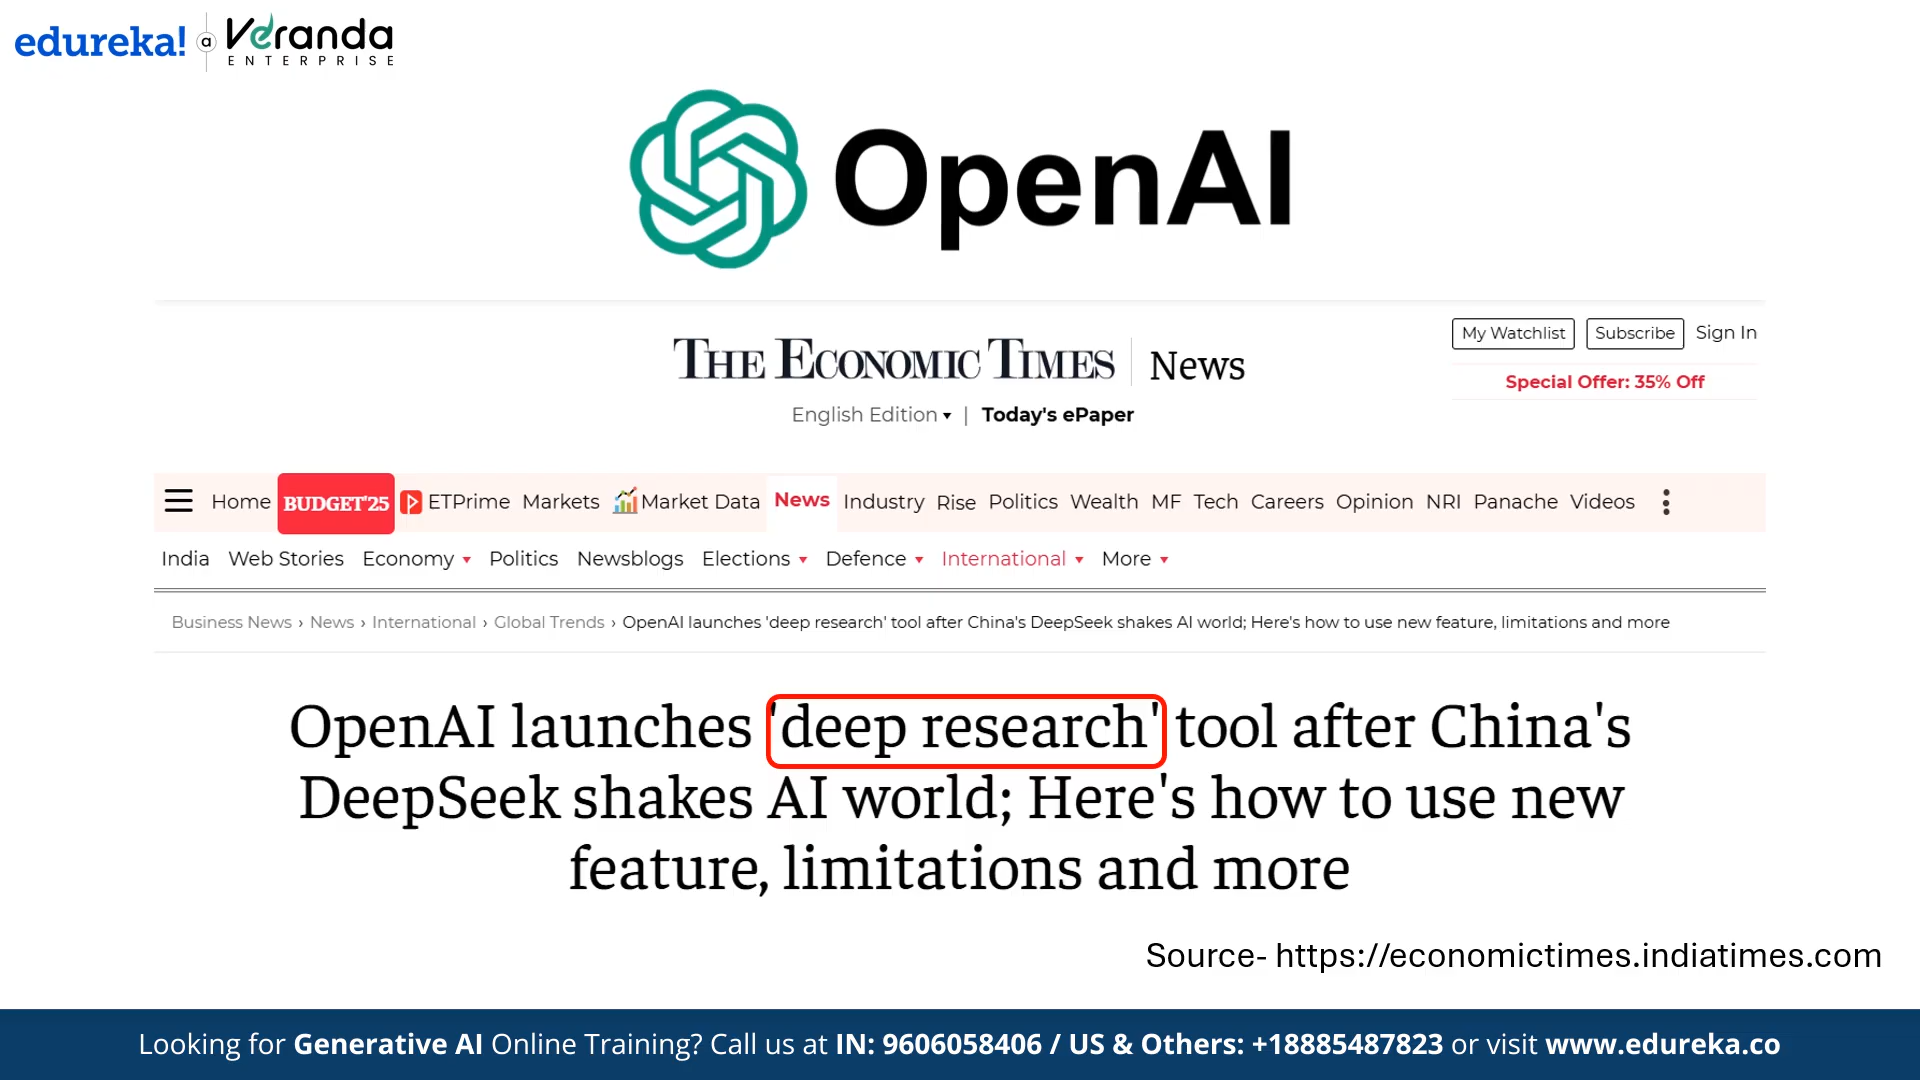 edureka! a Veranda
ENTERPRISE
OpenAI
My Watchlist Subscribe Sign In
THE ECONOMIC TIMES News
Special Offer: 35% Off
English Edition | Today's ePaper
Home BUDGET'25 ETPrime Markets Market Data News Industry Rise Politics Wealth MF Tech Careers Opinion NRI Panache Videos
India Web Stories Economy Politics Newsblogs Elections Defence International More
Business News › News › International › Global Trends › OpenAI launches 'deep research' tool after China's DeepSeek shakes AI world; Here's how to use new feature, limitations and more
OpenAI launches 'deep research' tool after China's
DeepSeek shakes AI world; Here's how to use new
feature, limitations and more
Source- https://economictimes.indiatimes.com
Looking for Generative AI Online Training? Call us at IN: 9606058406 / US & Others: +18885487823 or visit www.edureka.co